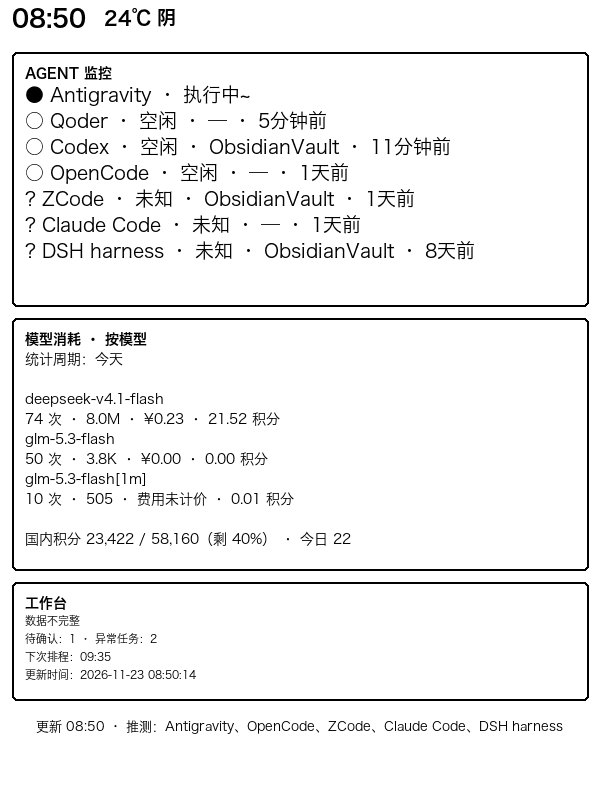 08:50 24℃ 阴
AGENT 监控
● Antigravity · 执行中~
○ Qoder · 空闲 · — · 5分钟前
○ Codex · 空闲 · ObsidianVault · 11分钟前
○ OpenCode · 空闲 · — · 1天前
? ZCode · 未知 · ObsidianVault · 1天前
? Claude Code · 未知 · — · 1天前
? DSH harness · 未知 · ObsidianVault · 8天前
模型消耗 · 按模型
统计周期：今天
deepseek-v4.1-flash
74 次 · 8.0M · ¥0.23 · 21.52 积分
glm-5.3-flash
50 次 · 3.8K · ¥0.00 · 0.00 积分
glm-5.3-flash[1m]
10 次 · 505 · 费用未计价 · 0.01 积分
国内积分 23,422 / 58,160（剩 40%） · 今日 22
工作台
数据不完整
待确认：1 · 异常任务：2
下次排程：09:35
更新时间：2026-11-23 08:50:14
更新 08:50 · 推测：Antigravity、OpenCode、ZCode、Claude Code、DSH harness